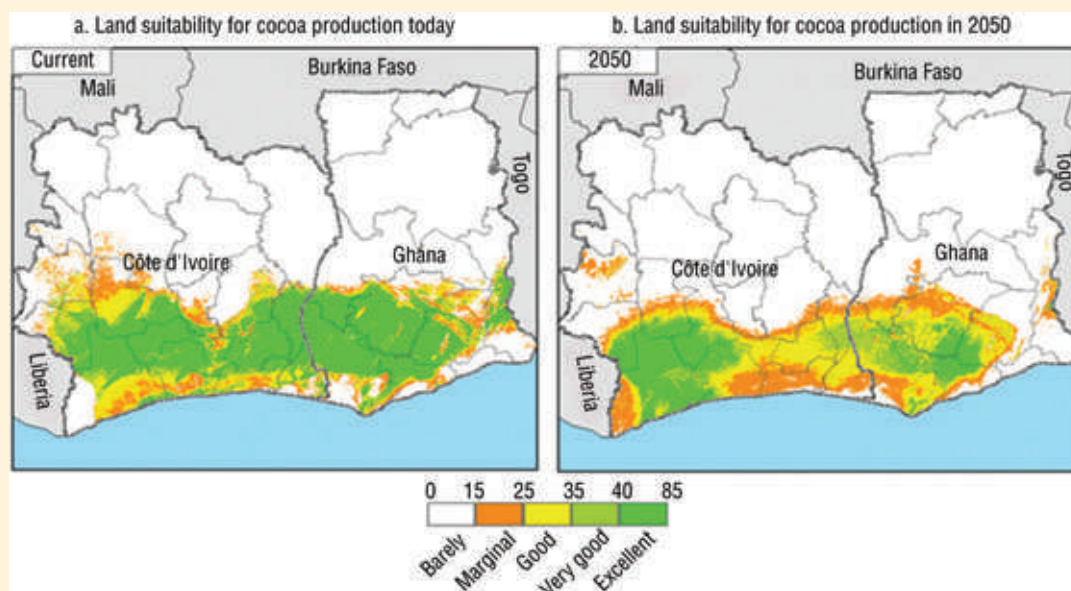 a. Land suitability for cocoa production today
Current
Mali
Burkina Faso
Togo
Côte d'Ivoire
Ghana
Liberia
b. Land suitability for cocoa production in 2050
2050
Mali
Burkina Faso
Togo
Côte d'Ivoire
Ghana
Liberia
0 15 25 35 40 85
Barely
Marginal
Good
Very good
Excellent